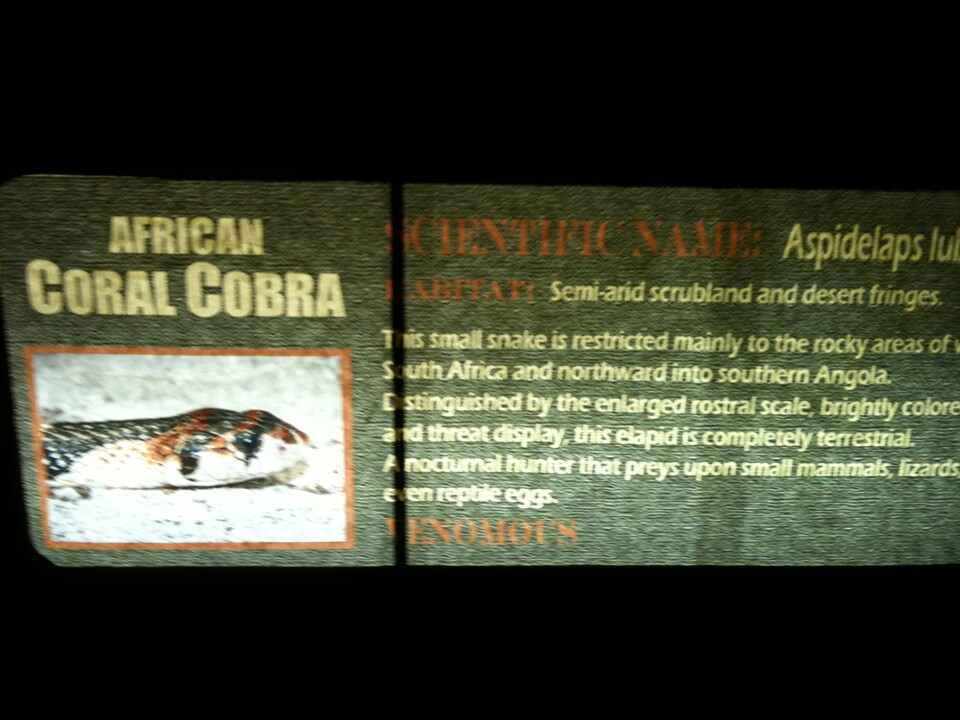 AFRICAN
CORAL COBRA
SCIENTIFIC NAME: Aspidelaps
HABITAT: Semi-arid scrubland and desert fringes.
This small snake is restricted mainly to the rocky areas of
South Africa and northward into southern Angola.
Distinguished by the enlarged rostral scale, brightly colore
and threat display, this elapid is completely terrestrial.
A nocturnal hunter that preys upon small mammals, lizards,
even reptile eggs.
VENOMOUS